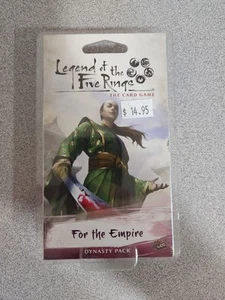 Legend of the
Five Rings
THE CARD GAME
$ 14.95
For the Empire
DYNASTY PACK